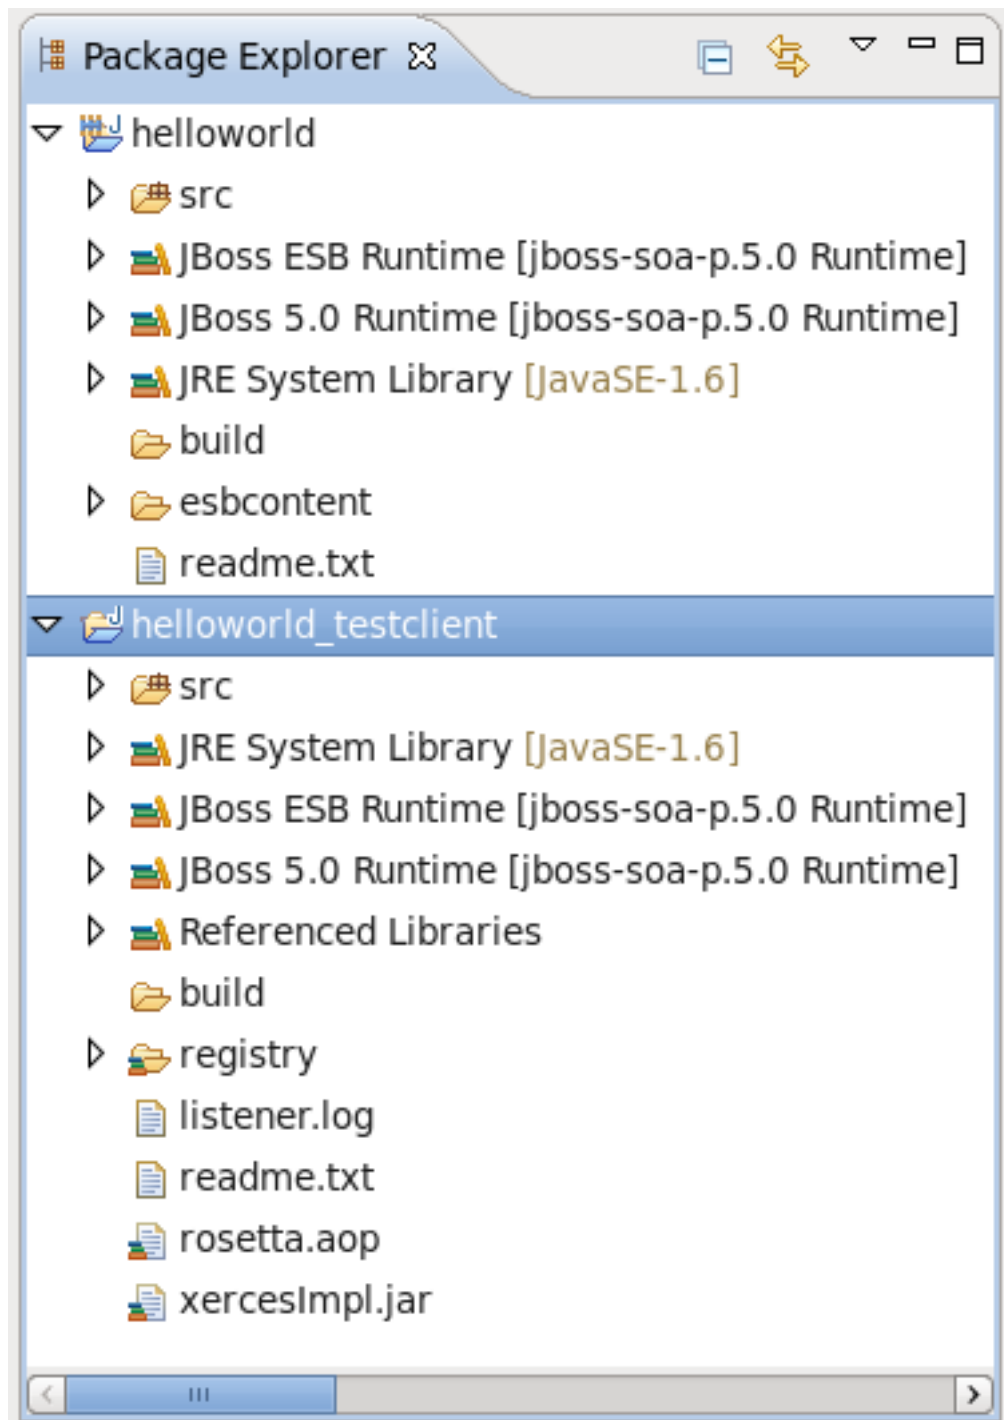 Package Explorer
helloworld
src
JBoss ESB Runtime [jboss-soa-p.5.0 Runtime]
JBoss 5.0 Runtime [jboss-soa-p.5.0 Runtime]
JRE System Library [JavaSE-1.6]
build
esbcontent
readme.txt
helloworld_testclient
src
JRE System Library [JavaSE-1.6]
JBoss ESB Runtime [jboss-soa-p.5.0 Runtime]
JBoss 5.0 Runtime [jboss-soa-p.5.0 Runtime]
Referenced Libraries
build
registry
listener.log
readme.txt
rosetta.aop
xercesImpl.jar